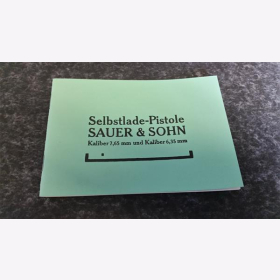 Selbstlade-Pistole
SAUER & SOHN
Kaliber 7,65 mm und Kaliber 6,35 mm